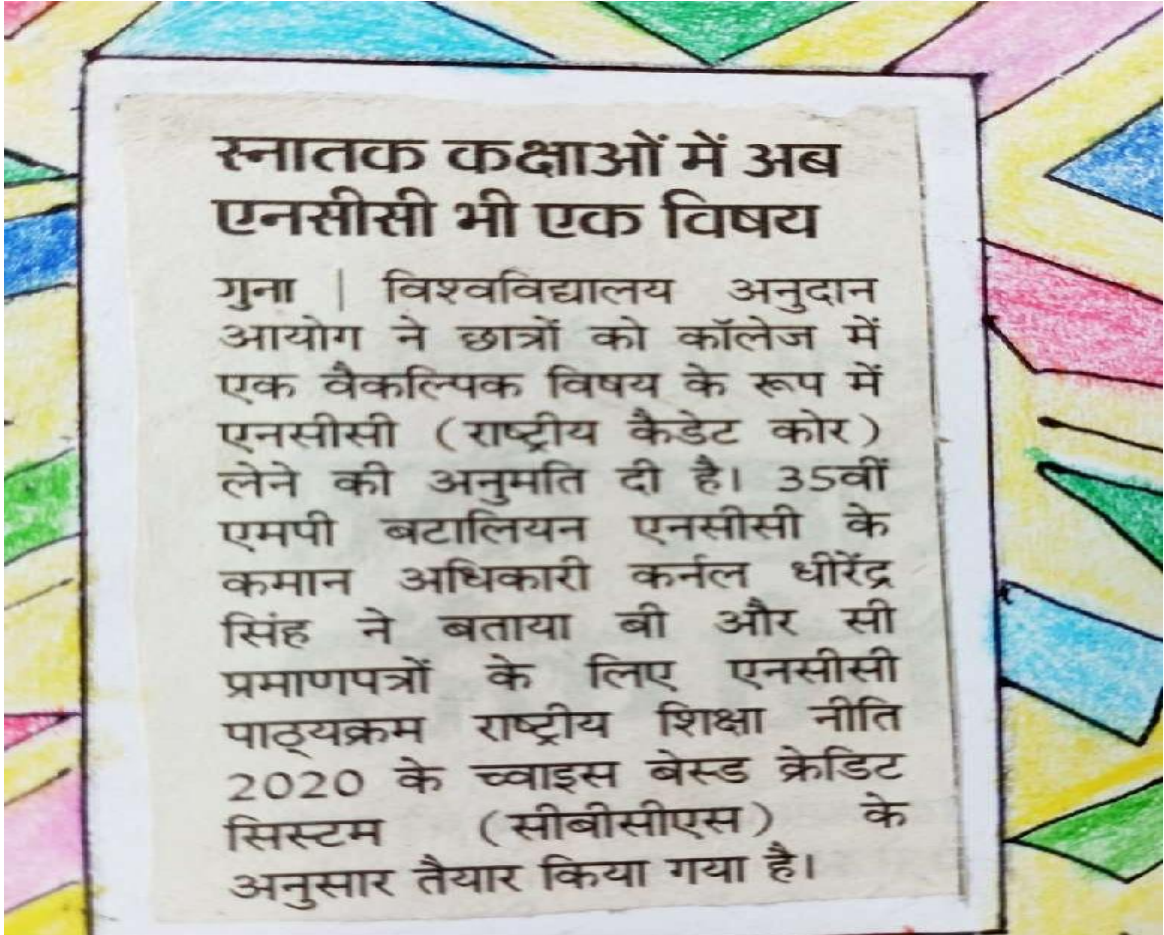 स्नातक कक्षाओं में अब
एनसीसी भी एक विषय
गुना | विश्वविद्यालय अनुदान
आयोग ने छात्रों को कॉलेज में
एक वैकल्पिक विषय के रूप में
एनसीसी (राष्ट्रीय कैडेट कोर)
लेने की अनुमति दी है। 35वीं
एमपी बटालियन एनसीसी के
कमान अधिकारी कर्नल धीरेंद्र
सिंह ने बताया बी और सी
प्रमाणपत्रों के लिए एनसीसी
पाठ्यक्रम राष्ट्रीय शिक्षा नीति
2020 के च्वाइस बेस्ड क्रेडिट
सिस्टम (सीबीसीएस) के
अनुसार तैयार किया गया है।